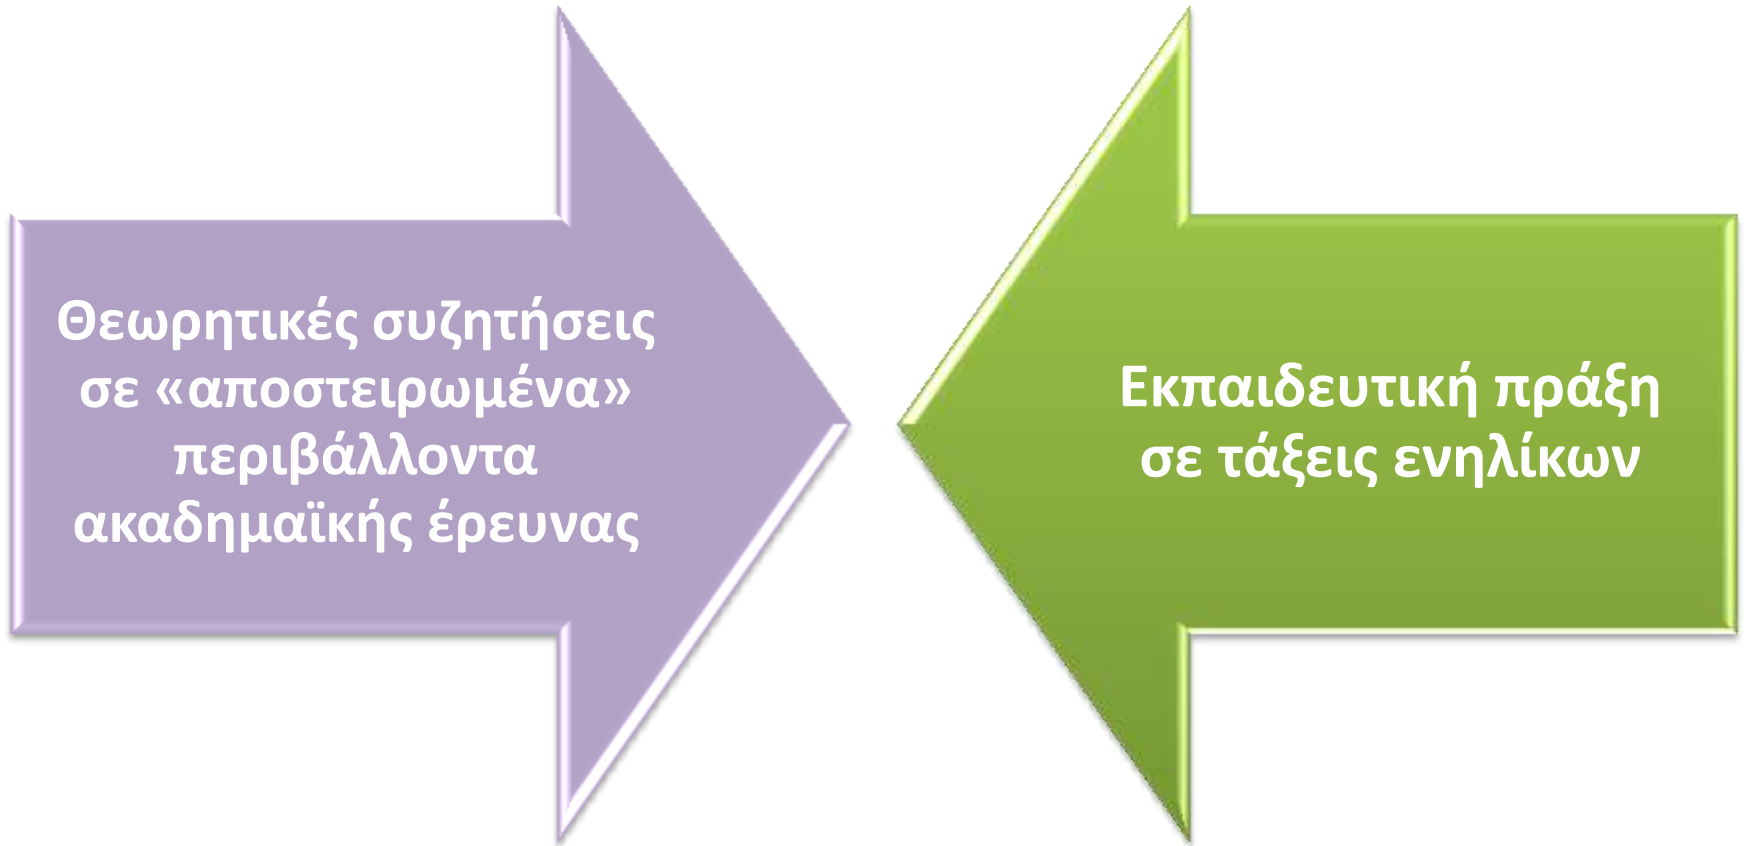 Θεωρητικές συζητήσεις
σε «αποστειρωμένα»
περιβάλλοντα
ακαδημαϊκής έρευνας
Εκπαιδευτική πράξη
σε τάξεις ενηλίκων